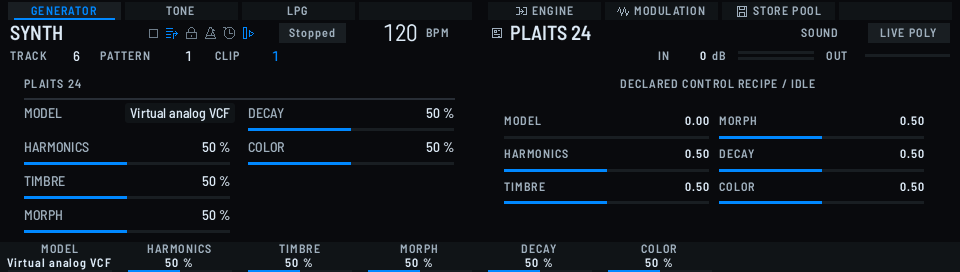 GENERATOR TONE LPG ENGINE MODULATION STORE POOL
SYNTH Stopped 120 BPM PLAITS 24 SOUND LIVE POLY
TRACK 6 PATTERN 1 CLIP 1 IN 0 dB OUT
PLAITS 24
DECLARED CONTROL RECIPE / IDLE
MODEL Virtual analog VCF DECAY 50 %
HARMONICS 50 % COLOR 50 %
TIMBRE 50 %
MORPH 50 %
MODEL 0.00 MORPH 0.50
HARMONICS 0.50 DECAY 0.50
TIMBRE 0.50 COLOR 0.50
MODEL HARMONICS TIMBRE MORPH DECAY COLOR
Virtual analog VCF 50 % 50 % 50 % 50 % 50 %